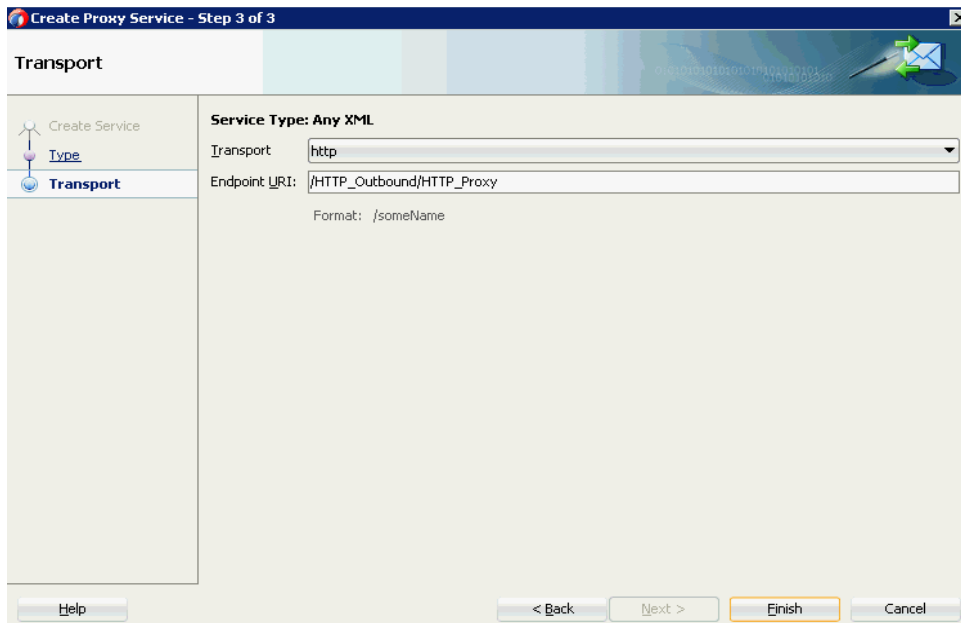 Create Proxy Service - Step 3 of 3
Transport
Create Service
Type
Transport
Service Type: Any XML
Transport http
Endpoint URI: /HTTP_Outbound/HTTP_Proxy
Format: /someName
Help < Back Next > Finish Cancel